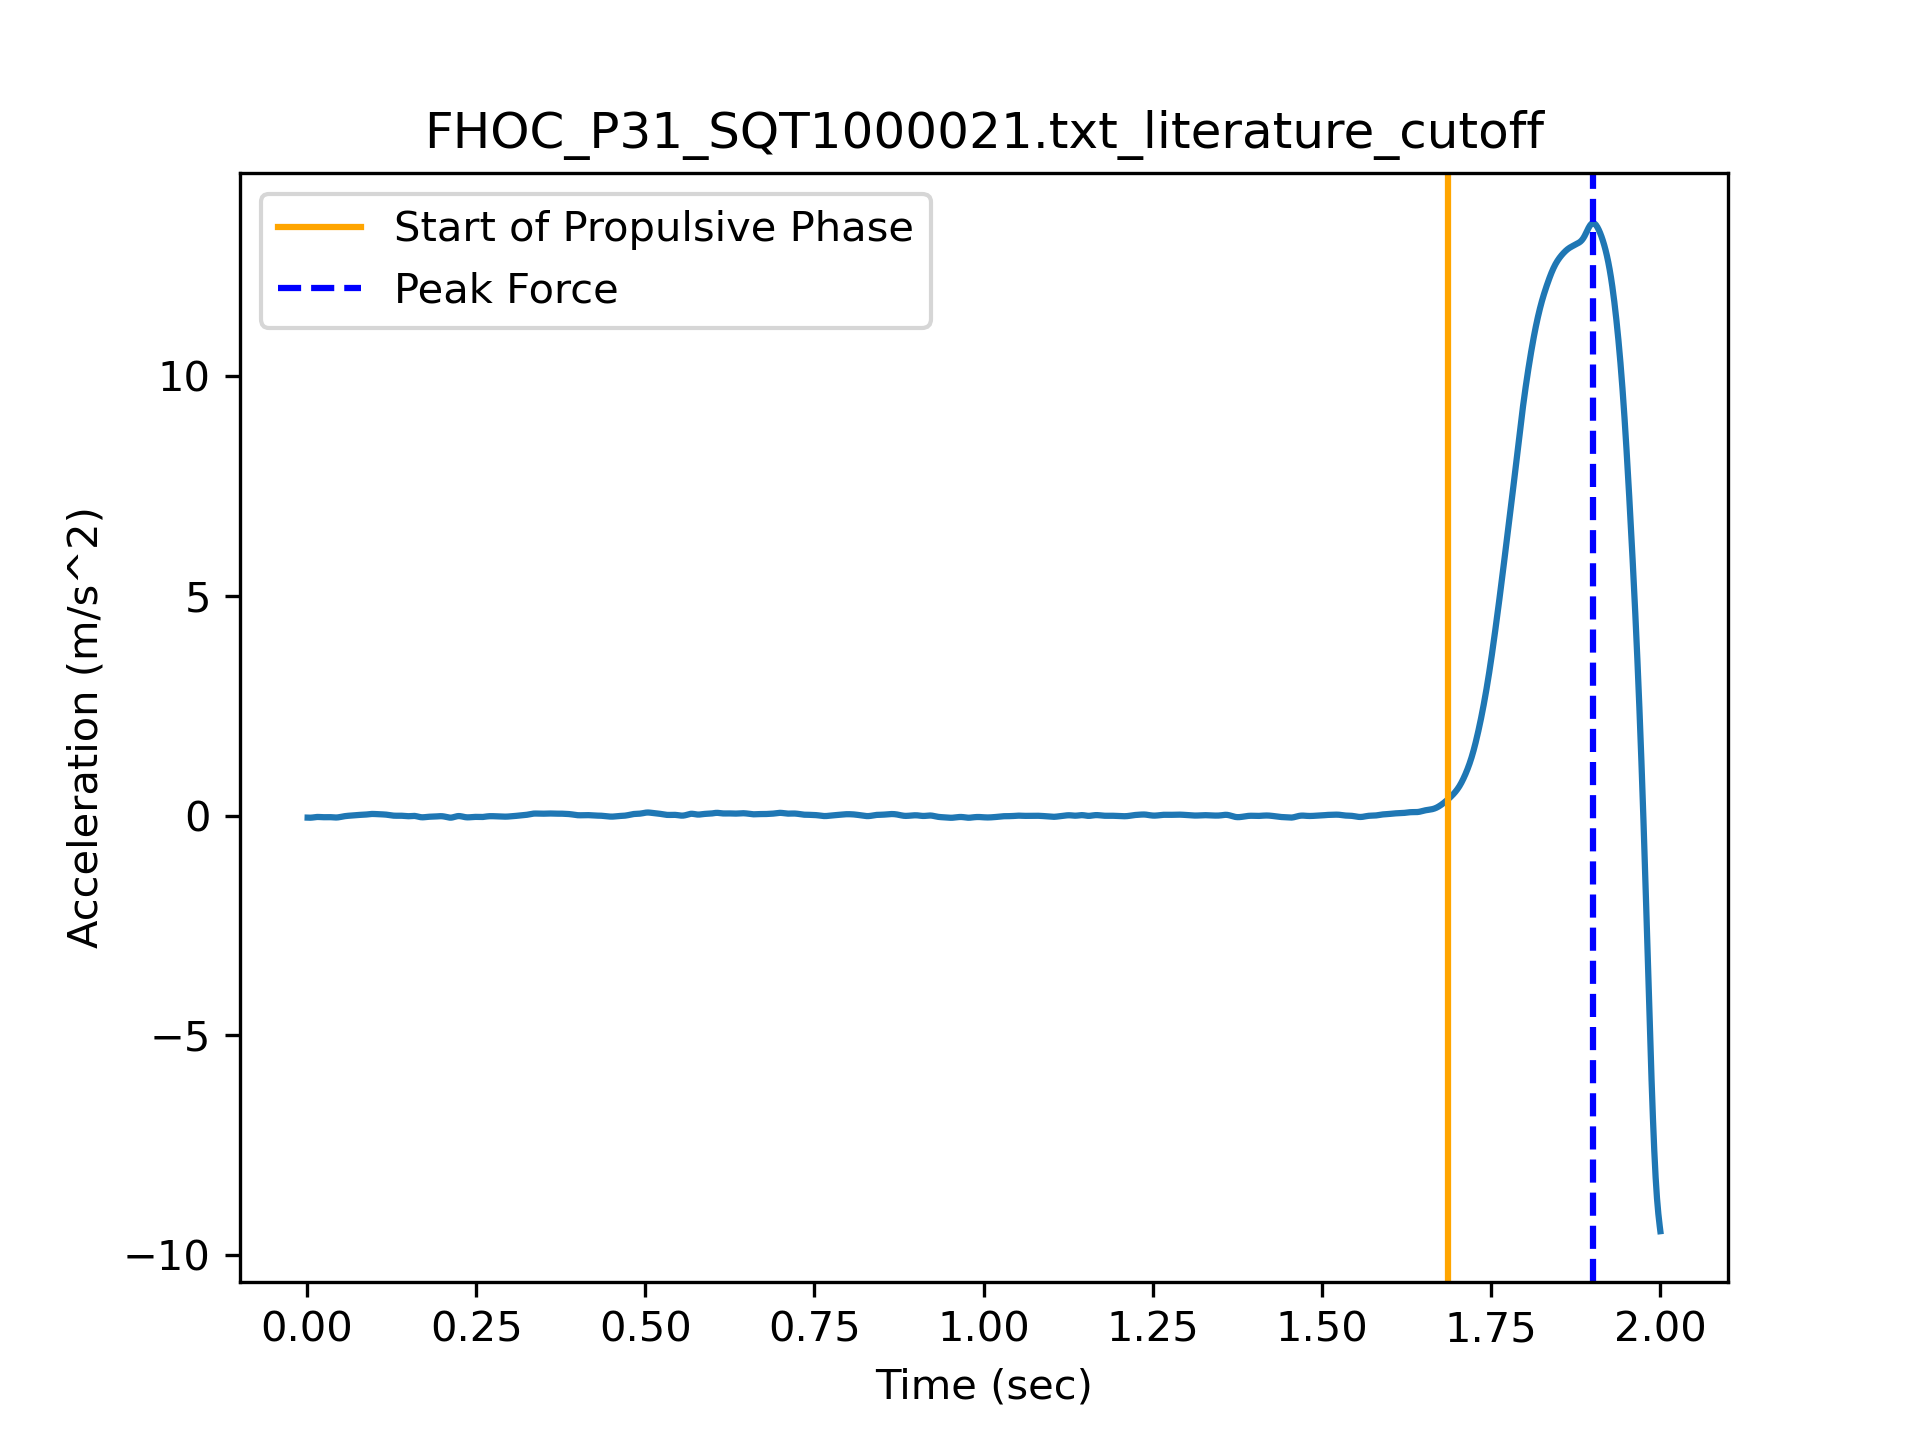 FHOC_P31_SQT1000021.txt_literature_cutoff
Start of Propulsive Phase
Peak Force
10
5
0
−5
−10
Acceleration (m/s^2)
0.00 0.25 0.50 0.75 1.00 1.25 1.50 1.75 2.00
Time (sec)